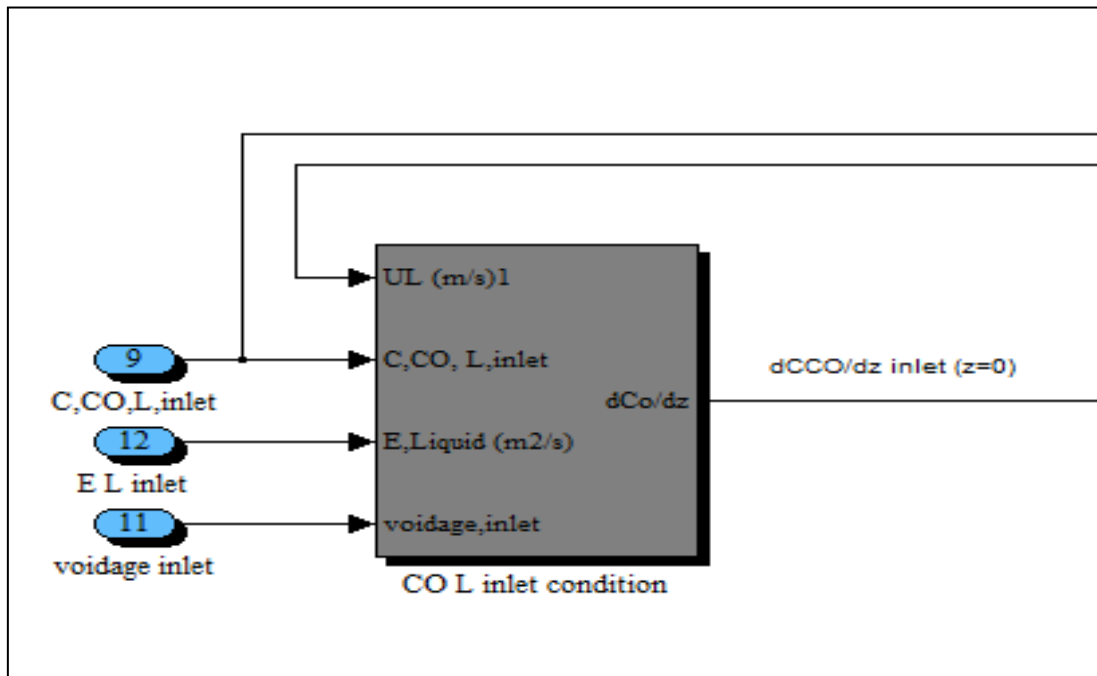 UL (m/s)1
9
C,CO,L,inlet
C,CO, L,inlet
dCCO/dz inlet (z=0)
dCo/dz
12
E L inlet
E,Liquid (m2/s)
11
voidage inlet
voidage,inlet
CO L inlet condition